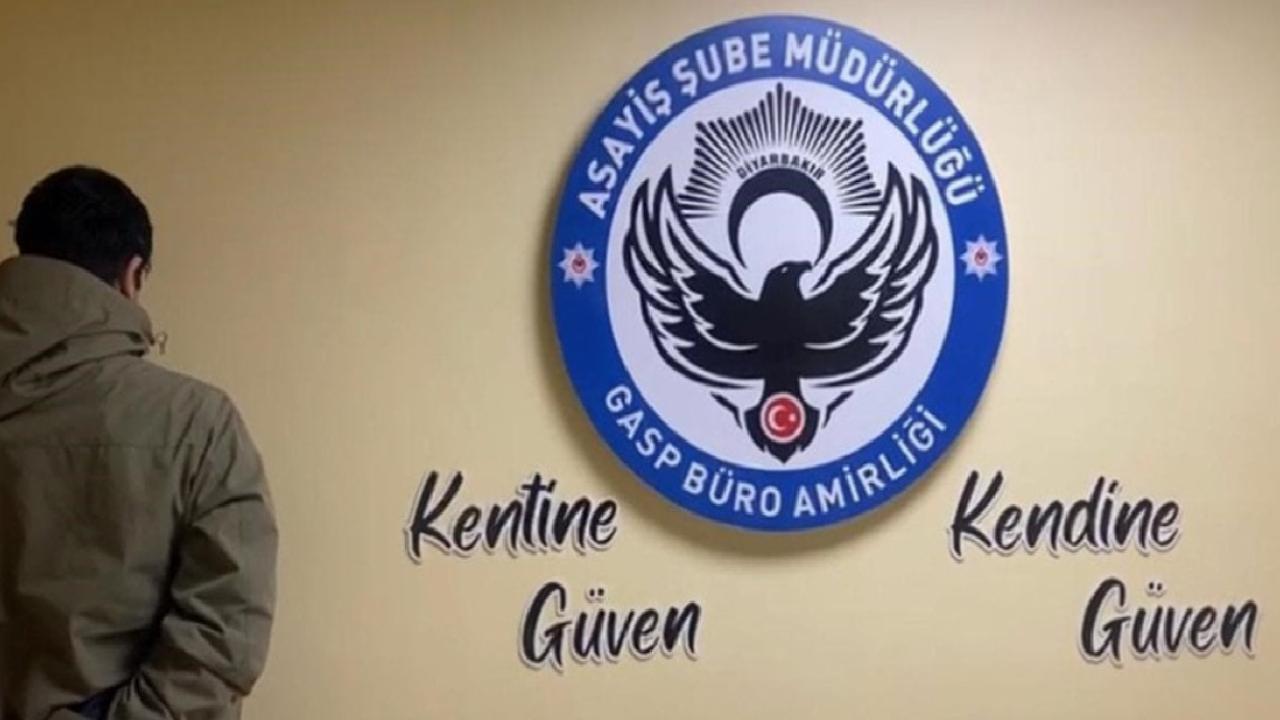 ASAYİŞ ŞUBE MÜDÜRLÜĞÜ
DİYARBAKIR
GASP BÜRO AMİRLİĞİ
Kentine
Güven
Kendine
Güven